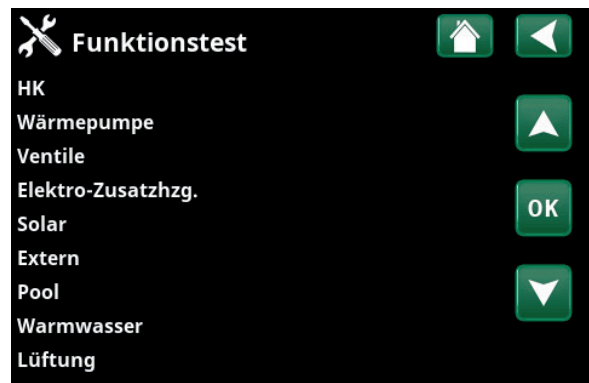 Funktionstest
HK
Wärmepumpe
Ventile
Elektro-Zusatzhzg.
OK
Solar
Extern
Pool
Warmwasser
Lüftung